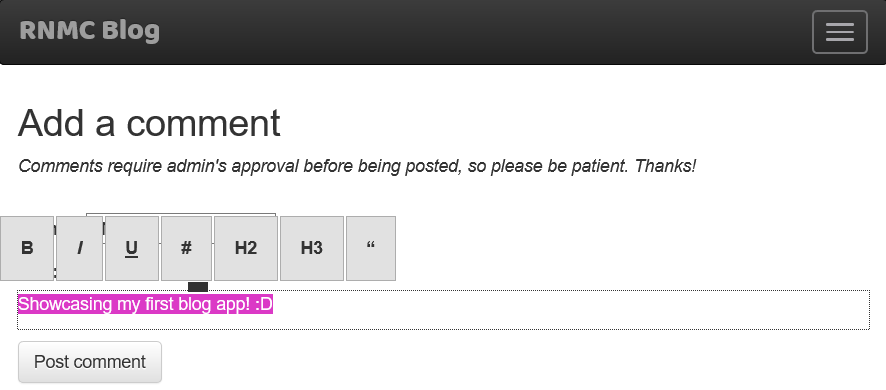 RNMC Blog
Add a comment
Comments require admin's approval before being posted, so please be patient. Thanks!
B I U # H2 H3 “
Showcasing my first blog app! :D
Post comment